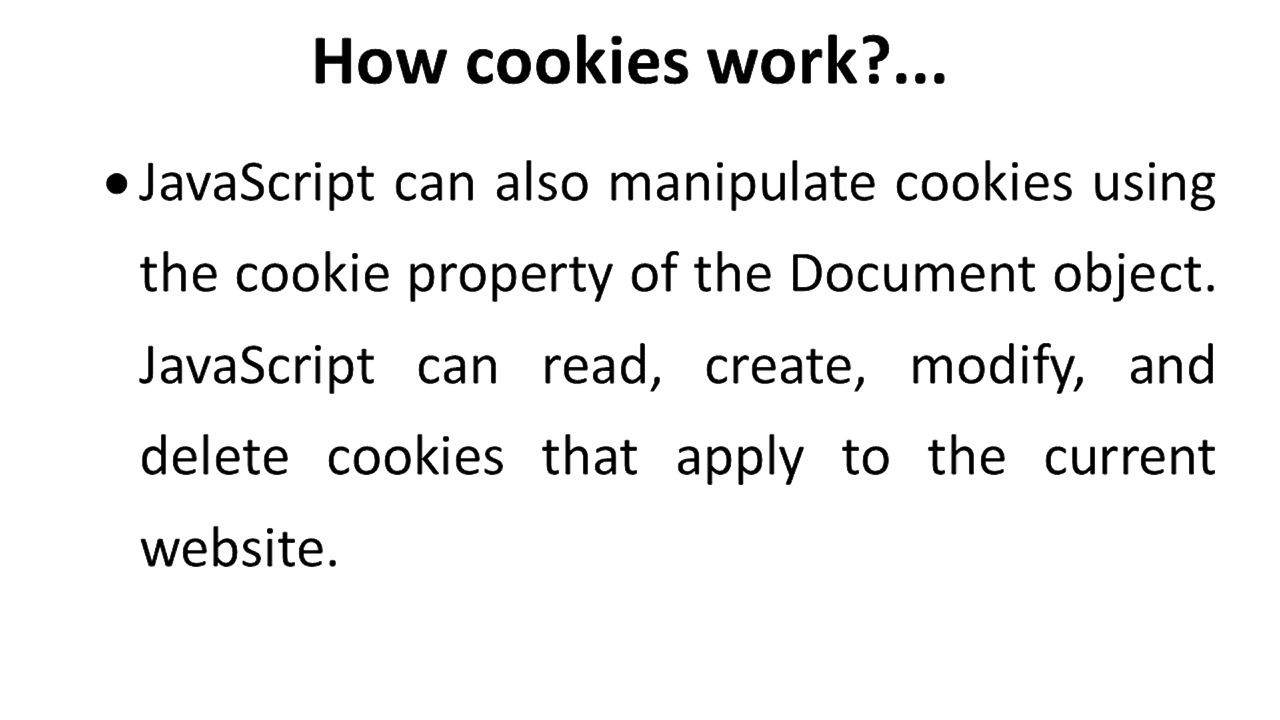 How cookies work?...
• JavaScript can also manipulate cookies using
the cookie property of the Document object.
JavaScript can read, create, modify, and
delete cookies that apply to the current
website.